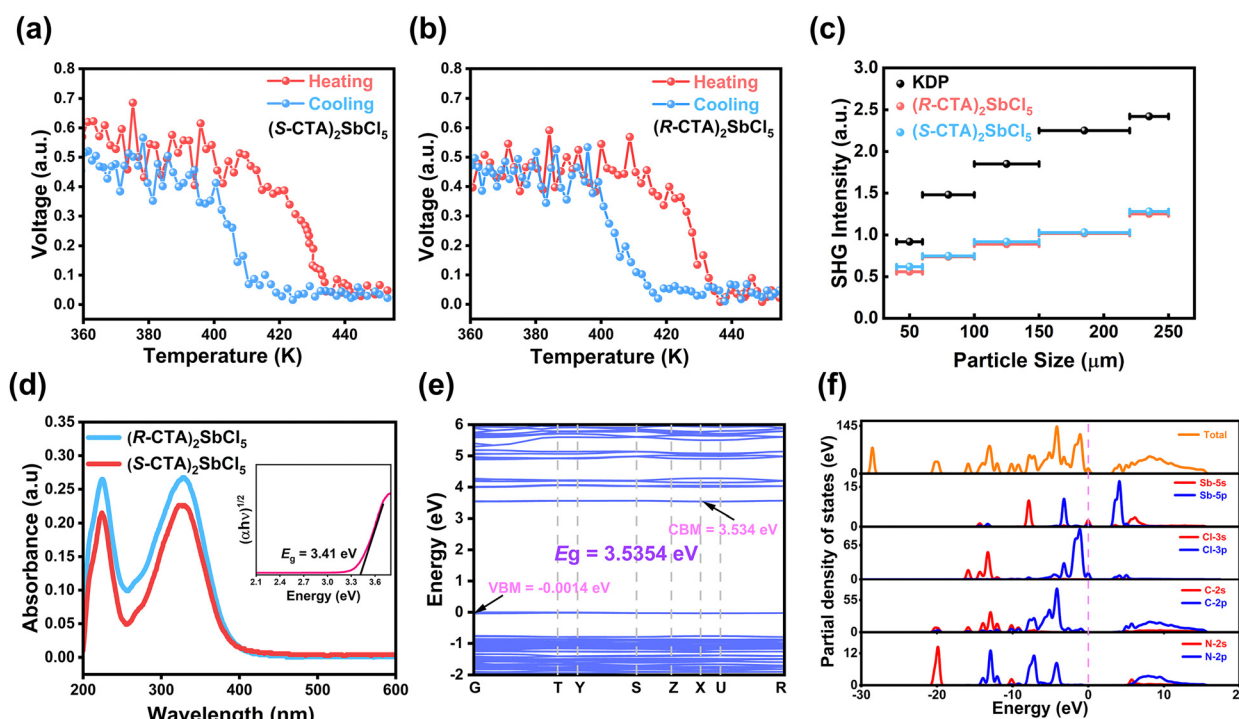 (a)
0.8
0.7
0.6
0.5
0.4
0.3
0.2
0.1
0.0
Voltage (a.u.)
Heating
Cooling
(S-CTA)₂SbCl₅
360
380
400
420
440
Temperature (K)
(b)
0.8
0.7
0.6
0.5
0.4
0.3
0.2
0.1
0.0
Voltage (a.u.)
Heating
Cooling
(R-CTA)₂SbCl₅
360
380
400
420
440
Temperature (K)
(c)
3.0
2.5
2.0
1.5
1.0
0.5
0.0
SHG Intensity (a.u.)
KDP
(R-CTA)₂SbCl₅
(S-CTA)₂SbCl₅
50
100
150
200
250
Particle Size (μm)
(d)
0.35
0.30
0.25
0.20
0.15
0.10
0.05
0.00
Absorbance (a.u)
(R-CTA)₂SbCl₅
(S-CTA)₂SbCl₅
(αhν)¹/²
Eg = 3.41 eV
2.1
2.4
2.7
3.0
3.3
3.6
Energy (eV)
200
300
400
500
600
Wavelength (nm)
(e)
6
5
4
3
2
1
0
-1
-2
Energy (eV)
CBM = 3.534 eV
Eg = 3.5354 eV
VBM = -0.0014 eV
G
T
Y
S
Z
X
U
R
(f)
Partial density of states (eV)
145
0
Total
15
0
Sb-5s
Sb-5p
65
0
Cl-3s
Cl-3p
55
0
C-2s
C-2p
12
0
N-2s
N-2p
-30
-20
-10
0
10
2
Energy (eV)